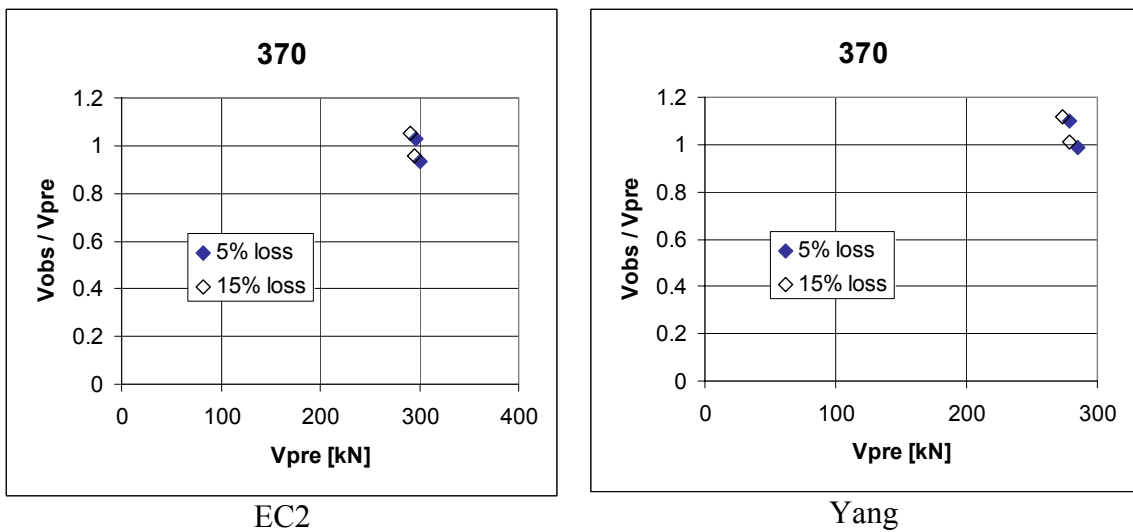 370
Vobs / Vpre
1.2
1
0.8
0.6
0.4
0.2
0
5% loss
15% loss
0 100 200 300 400
Vpre [kN]
EC2
370
Vobs / Vpre
1.2
1
0.8
0.6
0.4
0.2
0
5% loss
15% loss
0 100 200 300
Vpre [kN]
Yang